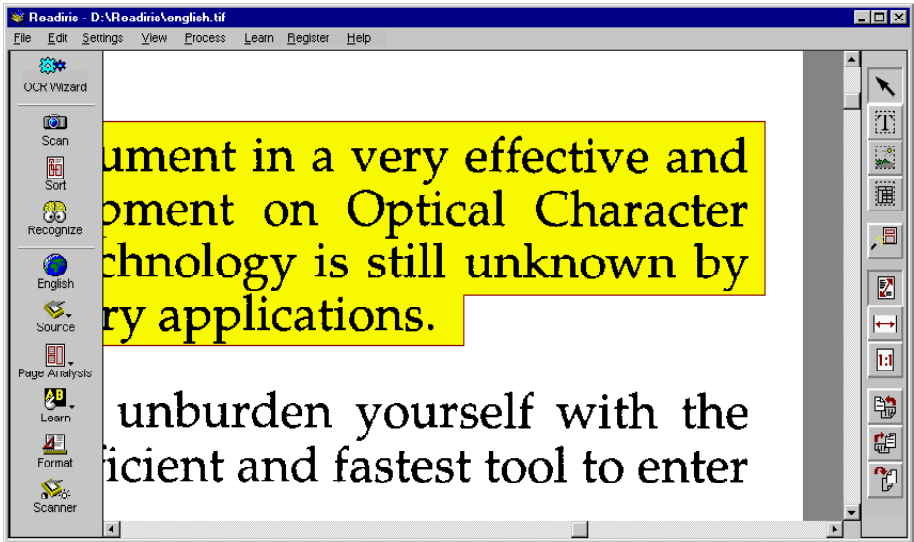 Readiris - D:\Readiris\english.tif
File Edit Settings View Process Learn Register Help
OCR Wizard
Scan
Sort
Recognize
English
Source
Page Analysis
Learn
Format
Scanner
ument in a very effective and
pment on Optical Character
chnology is still unknown by
ry applications.
unburden yourself with the
ficient and fastest tool to enter
T
1:1